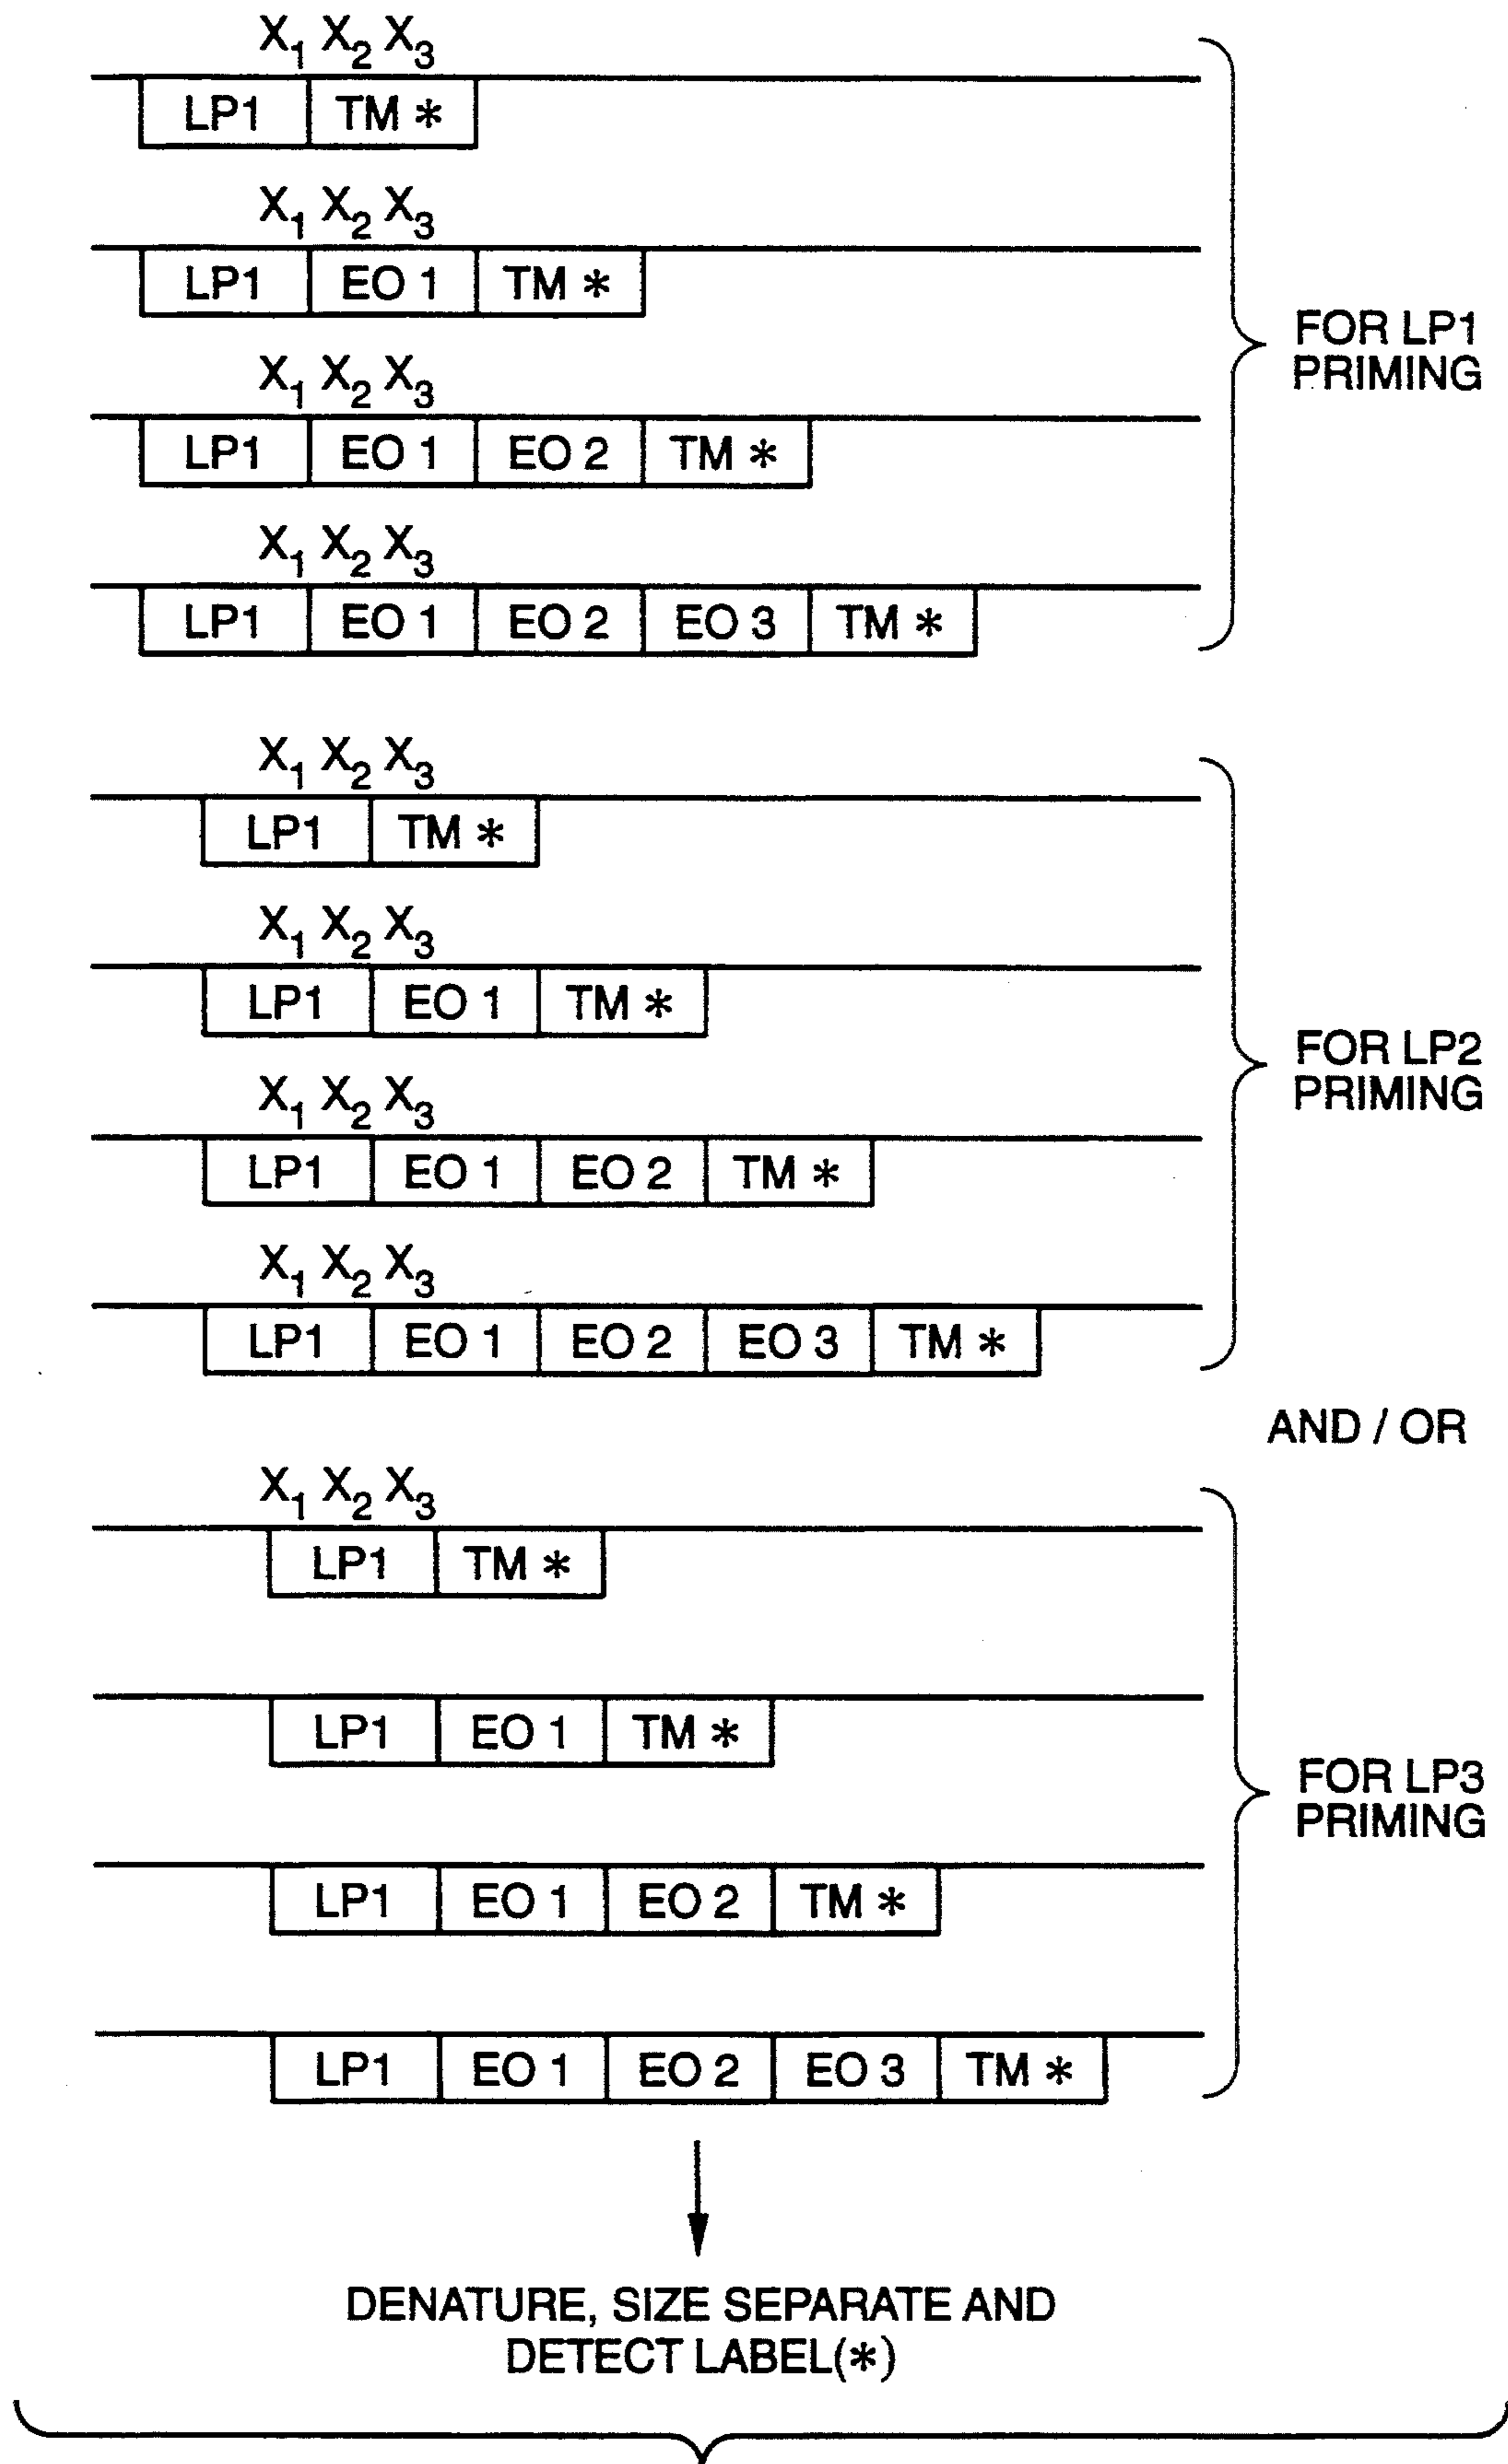 X1 X2 X3
LP1 TM *
X1 X2 X3
LP1 EO 1 TM *
X1 X2 X3
FOR LP1
PRIMING
LP1 EO 1 EO 2 TM *
X1 X2 X3
LP1 EO 1 EO 2 EO 3 TM *
X1 X2 X3
LP1 TM *
X1 X2 X3
LP1 EO 1 TM *
FOR LP2
PRIMING
X1 X2 X3
LP1 EO 1 EO 2 TM *
X1 X2 X3
LP1 EO 1 EO 2 EO 3 TM *
AND / OR
X1 X2 X3
LP1 TM *
LP1 EO 1 TM *
FOR LP3
PRIMING
LP1 EO 1 EO 2 TM *
LP1 EO 1 EO 2 EO 3 TM *
DENATURE, SIZE SEPARATE AND
DETECT LABEL(*)